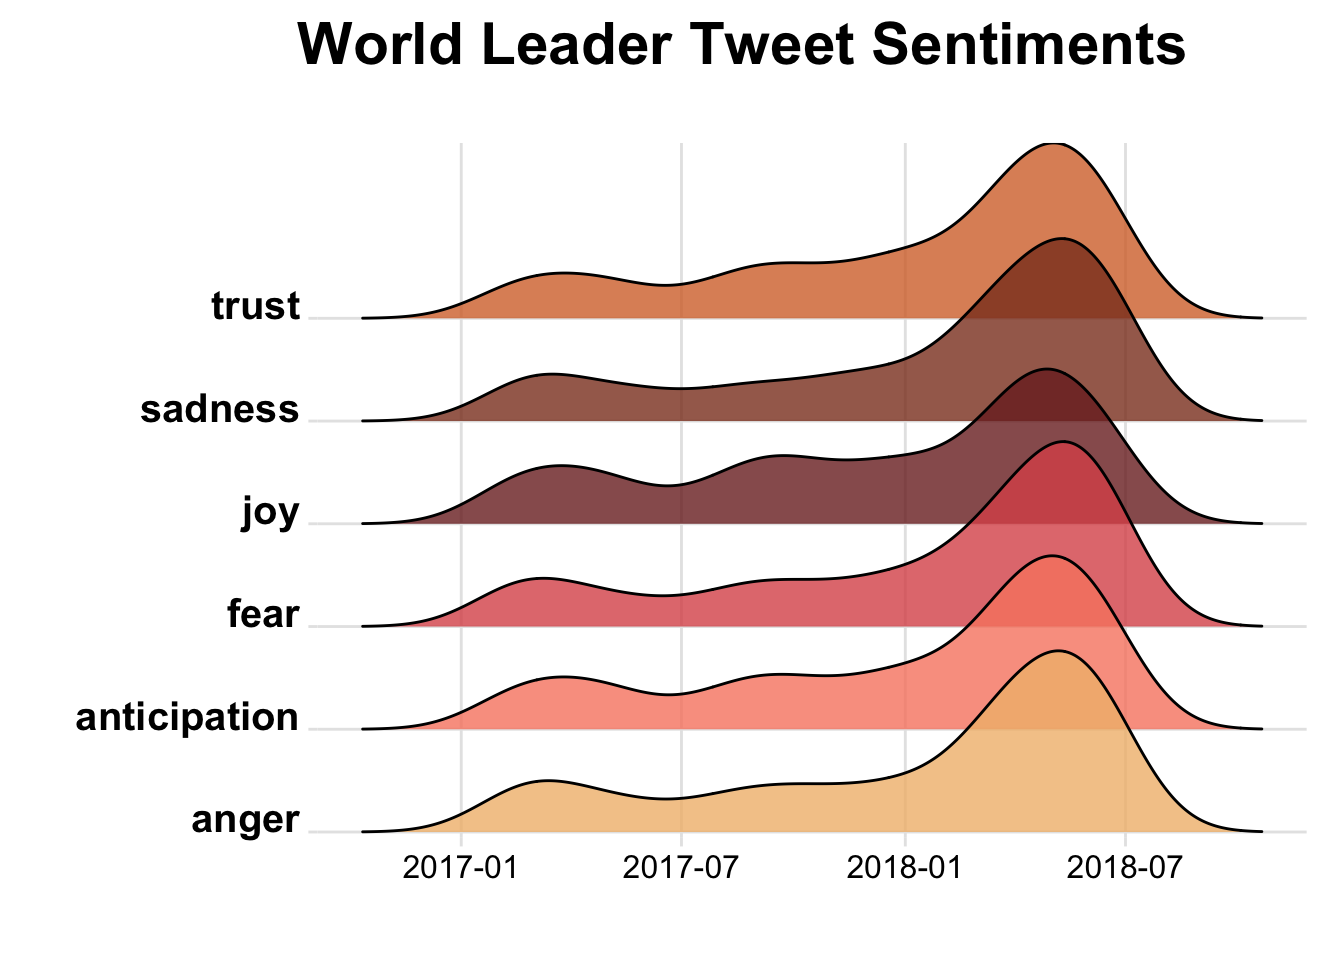 World Leader Tweet Sentiments
trust
sadness
joy
fear
anticipation
anger
2017-01 2017-07 2018-01 2018-07